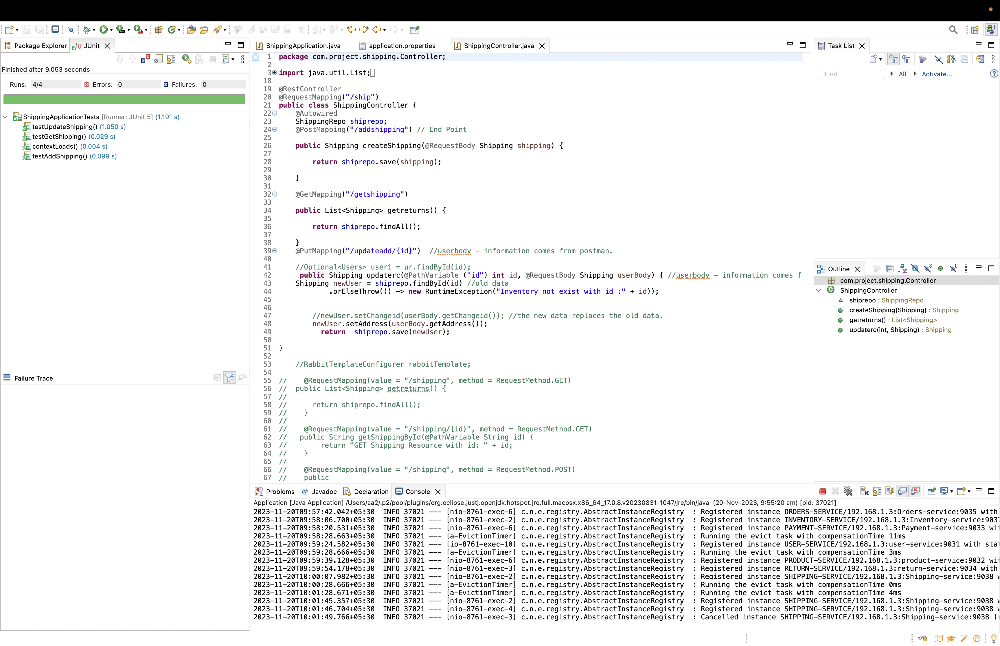 Package Explorer
JUnit
Finished after 9.053 seconds
Runs: 4/4
Errors: 0
Failures: 0
ShippingApplicationTests [Runner: JUnit 5] (1.191 s)
testUpdateShipping() (1.050 s)
testGetShipping() (0.029 s)
contextLoads() (0.004 s)
testAddShipping() (0.099 s)
Failure Trace
ShippingApplication.java
application.properties
ShippingController.java
1 package com.project.shipping.Controller;
2
3 import java.util.List;
18
19 @RestController
20 @RequestMapping("/ship")
21 public class ShippingController {
22 @Autowired
23 ShippingRepo shiprepo;
24 @PostMapping("/addshipping") // End Point
25
26 public Shipping createShipping(@RequestBody Shipping shipping) {
27
28 return shiprepo.save(shipping);
29
30 }
31
32 @GetMapping("/getshipping")
33
34 public List<Shipping> getreturns() {
35
36 return shiprepo.findAll();
37
38 }
39 @PutMapping("/updateadd/{id}") //userbody – information comes from postman.
40
41 //Optional<Users> user1 = ur.findById(id);
42 public Shipping updaterc(@PathVariable ("id") int id, @RequestBody Shipping userBody) { //userbody – information comes f
43 Shipping newUser = shiprepo.findById(id) //old data
44 .orElseThrow(() -> new RuntimeException("Inventory not exist with id :" + id));
45
46
47 //newUser.setChangeid(userBody.getChangeid()); //the new data replaces the old data.
48 newUser.setAddress(userBody.getAddress());
49 return shiprepo.save(newUser);
50
51 }
52
53 //RabbitTemplateConfigurer rabbitTemplate;
54
55 // @RequestMapping(value = "/shipping", method = RequestMethod.GET)
56 // public List<Shipping> getreturns() {
57 //
58 // return shiprepo.findAll();
59 // }
60 //
61 // @RequestMapping(value = "/shipping/{id}", method = RequestMethod.GET)
62 // public String getShippingById(@PathVariable String id) {
63 // return "GET Shipping Resource with id: " + id;
64 // }
65 //
66 // @RequestMapping(value = "/shipping", method = RequestMethod.POST)
67 // public
Task List
Find
All
Activate...
Outline
com.project.shipping.Controller
ShippingController
shiprepo : ShippingRepo
createShipping(Shipping) : Shipping
getreturns() : List<Shipping>
updaterc(int, Shipping) : Shipping
Problems
Javadoc
Declaration
Console
Application [Java Application] /Users/aa2/.p2/pool/plugins/org.eclipse.justj.openjdk.hotspot.jre.full.macosx.x86_64_17.0.8.v20230831-1047/jre/bin/java (20-Nov-2023, 9:55:20 am) [pid: 37021]
2023-11-20T09:57:42.042+05:30 INFO 37021 --- [nio-8761-exec-6] c.n.e.registry.AbstractInstanceRegistry : Registered instance ORDERS-SERVICE/192.168.1.3:Orders-service:9035 with
2023-11-20T09:58:06.700+05:30 INFO 37021 --- [nio-8761-exec-2] c.n.e.registry.AbstractInstanceRegistry : Registered instance INVENTORY-SERVICE/192.168.1.3:Inventory-service:9037
2023-11-20T09:58:20.531+05:30 INFO 37021 --- [nio-8761-exec-6] c.n.e.registry.AbstractInstanceRegistry : Registered instance PAYMENT-SERVICE/192.168.1.3:Payment-service:9033 wi
2023-11-20T09:58:28.663+05:30 INFO 37021 --- [a-EvictionTimer] c.n.e.registry.AbstractInstanceRegistry : Running the evict task with compensationTime 11ms
2023-11-20T09:59:24.582+05:30 INFO 37021 --- [io-8761-exec-10] c.n.e.registry.AbstractInstanceRegistry : Registered instance USER-SERVICE/192.168.1.3:user-service:9031 with sta
2023-11-20T09:59:28.666+05:30 INFO 37021 --- [a-EvictionTimer] c.n.e.registry.AbstractInstanceRegistry : Running the evict task with compensationTime 3ms
2023-11-20T09:59:39.128+05:30 INFO 37021 --- [nio-8761-exec-6] c.n.e.registry.AbstractInstanceRegistry : Registered instance PRODUCT-SERVICE/192.168.1.3:product-service:9032 wi
2023-11-20T09:59:54.178+05:30 INFO 37021 --- [nio-8761-exec-3] c.n.e.registry.AbstractInstanceRegistry : Registered instance RETURN-SERVICE/192.168.1.3:return-service:9034 with
2023-11-20T10:00:07.982+05:30 INFO 37021 --- [nio-8761-exec-2] c.n.e.registry.AbstractInstanceRegistry : Registered instance SHIPPING-SERVICE/192.168.1.3:Shipping-service:9038 w
2023-11-20T10:00:28.666+05:30 INFO 37021 --- [a-EvictionTimer] c.n.e.registry.AbstractInstanceRegistry : Running the evict task with compensationTime 0ms
2023-11-20T10:01:28.671+05:30 INFO 37021 --- [a-EvictionTimer] c.n.e.registry.AbstractInstanceRegistry : Running the evict task with compensationTime 4ms
2023-11-20T10:01:45.357+05:30 INFO 37021 --- [nio-8761-exec-2] c.n.e.registry.AbstractInstanceRegistry : Registered instance SHIPPING-SERVICE/192.168.1.3:Shipping-service:9038 w
2023-11-20T10:01:46.704+05:30 INFO 37021 --- [nio-8761-exec-4] c.n.e.registry.AbstractInstanceRegistry : Registered instance SHIPPING-SERVICE/192.168.1.3:Shipping-service:9038 w
2023-11-20T10:01:49.766+05:30 INFO 37021 --- [nio-8761-exec-3] c.n.e.registry.AbstractInstanceRegistry : Cancelled instance SHIPPING-SERVICE/192.168.1.3:Shipping-service:9038 (